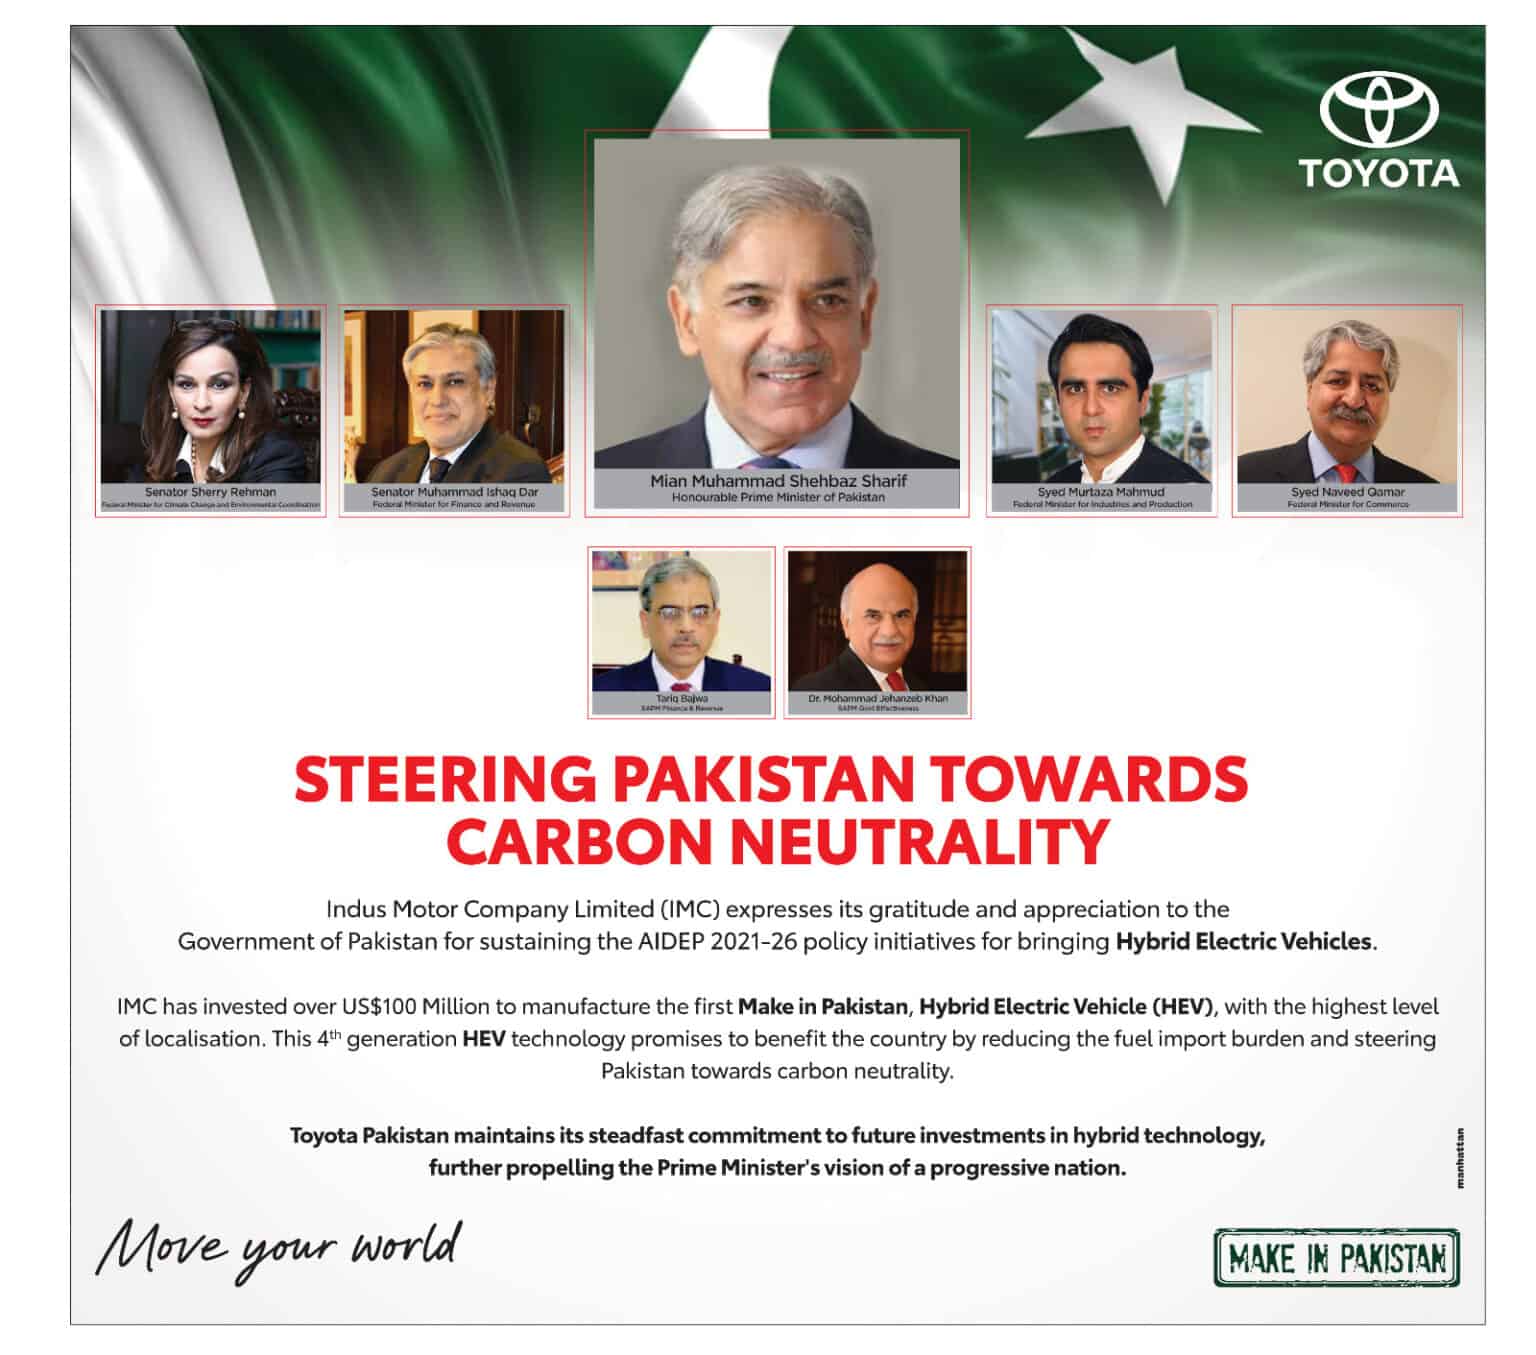 TOYOTA
Mian Muhammad Shehbaz Sharif
Honourable Prime Minister of Pakistan
Senator Sherry Rehman
Federal Minister for Climate Change and Environmental Coordination
Senator Muhammad Ishaq Dar
Federal Minister for Finance and Revenue
Syed Murtaza Mahmud
Federal Minister for Industries and Production
Syed Naveed Qamar
Federal Minister for Commerce
Tariq Bajwa
SAPM Finance & Revenue
Dr. Mohammad Jehanzeb Khan
SAPM Govt Effectiveness
STEERING PAKISTAN TOWARDS
CARBON NEUTRALITY
Indus Motor Company Limited (IMC) expresses its gratitude and appreciation to the
Government of Pakistan for sustaining the AIDEP 2021-26 policy initiatives for bringing Hybrid Electric Vehicles.
IMC has invested over US$100 Million to manufacture the first Make in Pakistan, Hybrid Electric Vehicle (HEV), with the highest level
of localisation. This 4th generation HEV technology promises to benefit the country by reducing the fuel import burden and steering
Pakistan towards carbon neutrality.
Toyota Pakistan maintains its steadfast commitment to future investments in hybrid technology,
further propelling the Prime Minister's vision of a progressive nation.
manhattan
Move your world
MAKE IN PAKISTAN